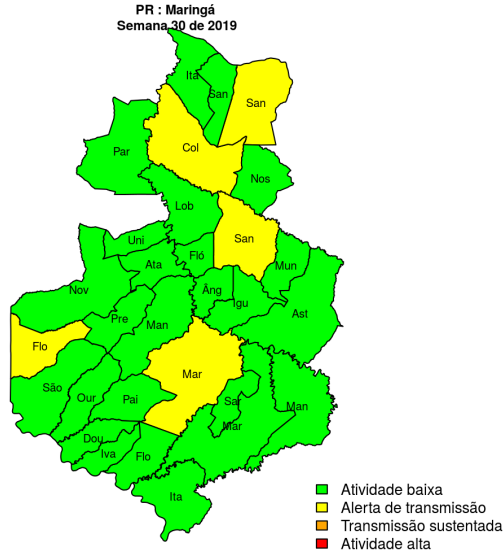 PR : Maringá
Semana 30 de 2019
Ita
San
San
Col
Par
Nos
Lob
San
Uni
Fló
Mun
Ata
Nov
Âng
Igu
Ast
Pre
Man
Flo
Mar
São
Our
Pai
Sar
Man
Mar
Dou
Iva
Flo
Ita
Atividade baixa
Alerta de transmissão
Transmissão sustentada
Atividade alta